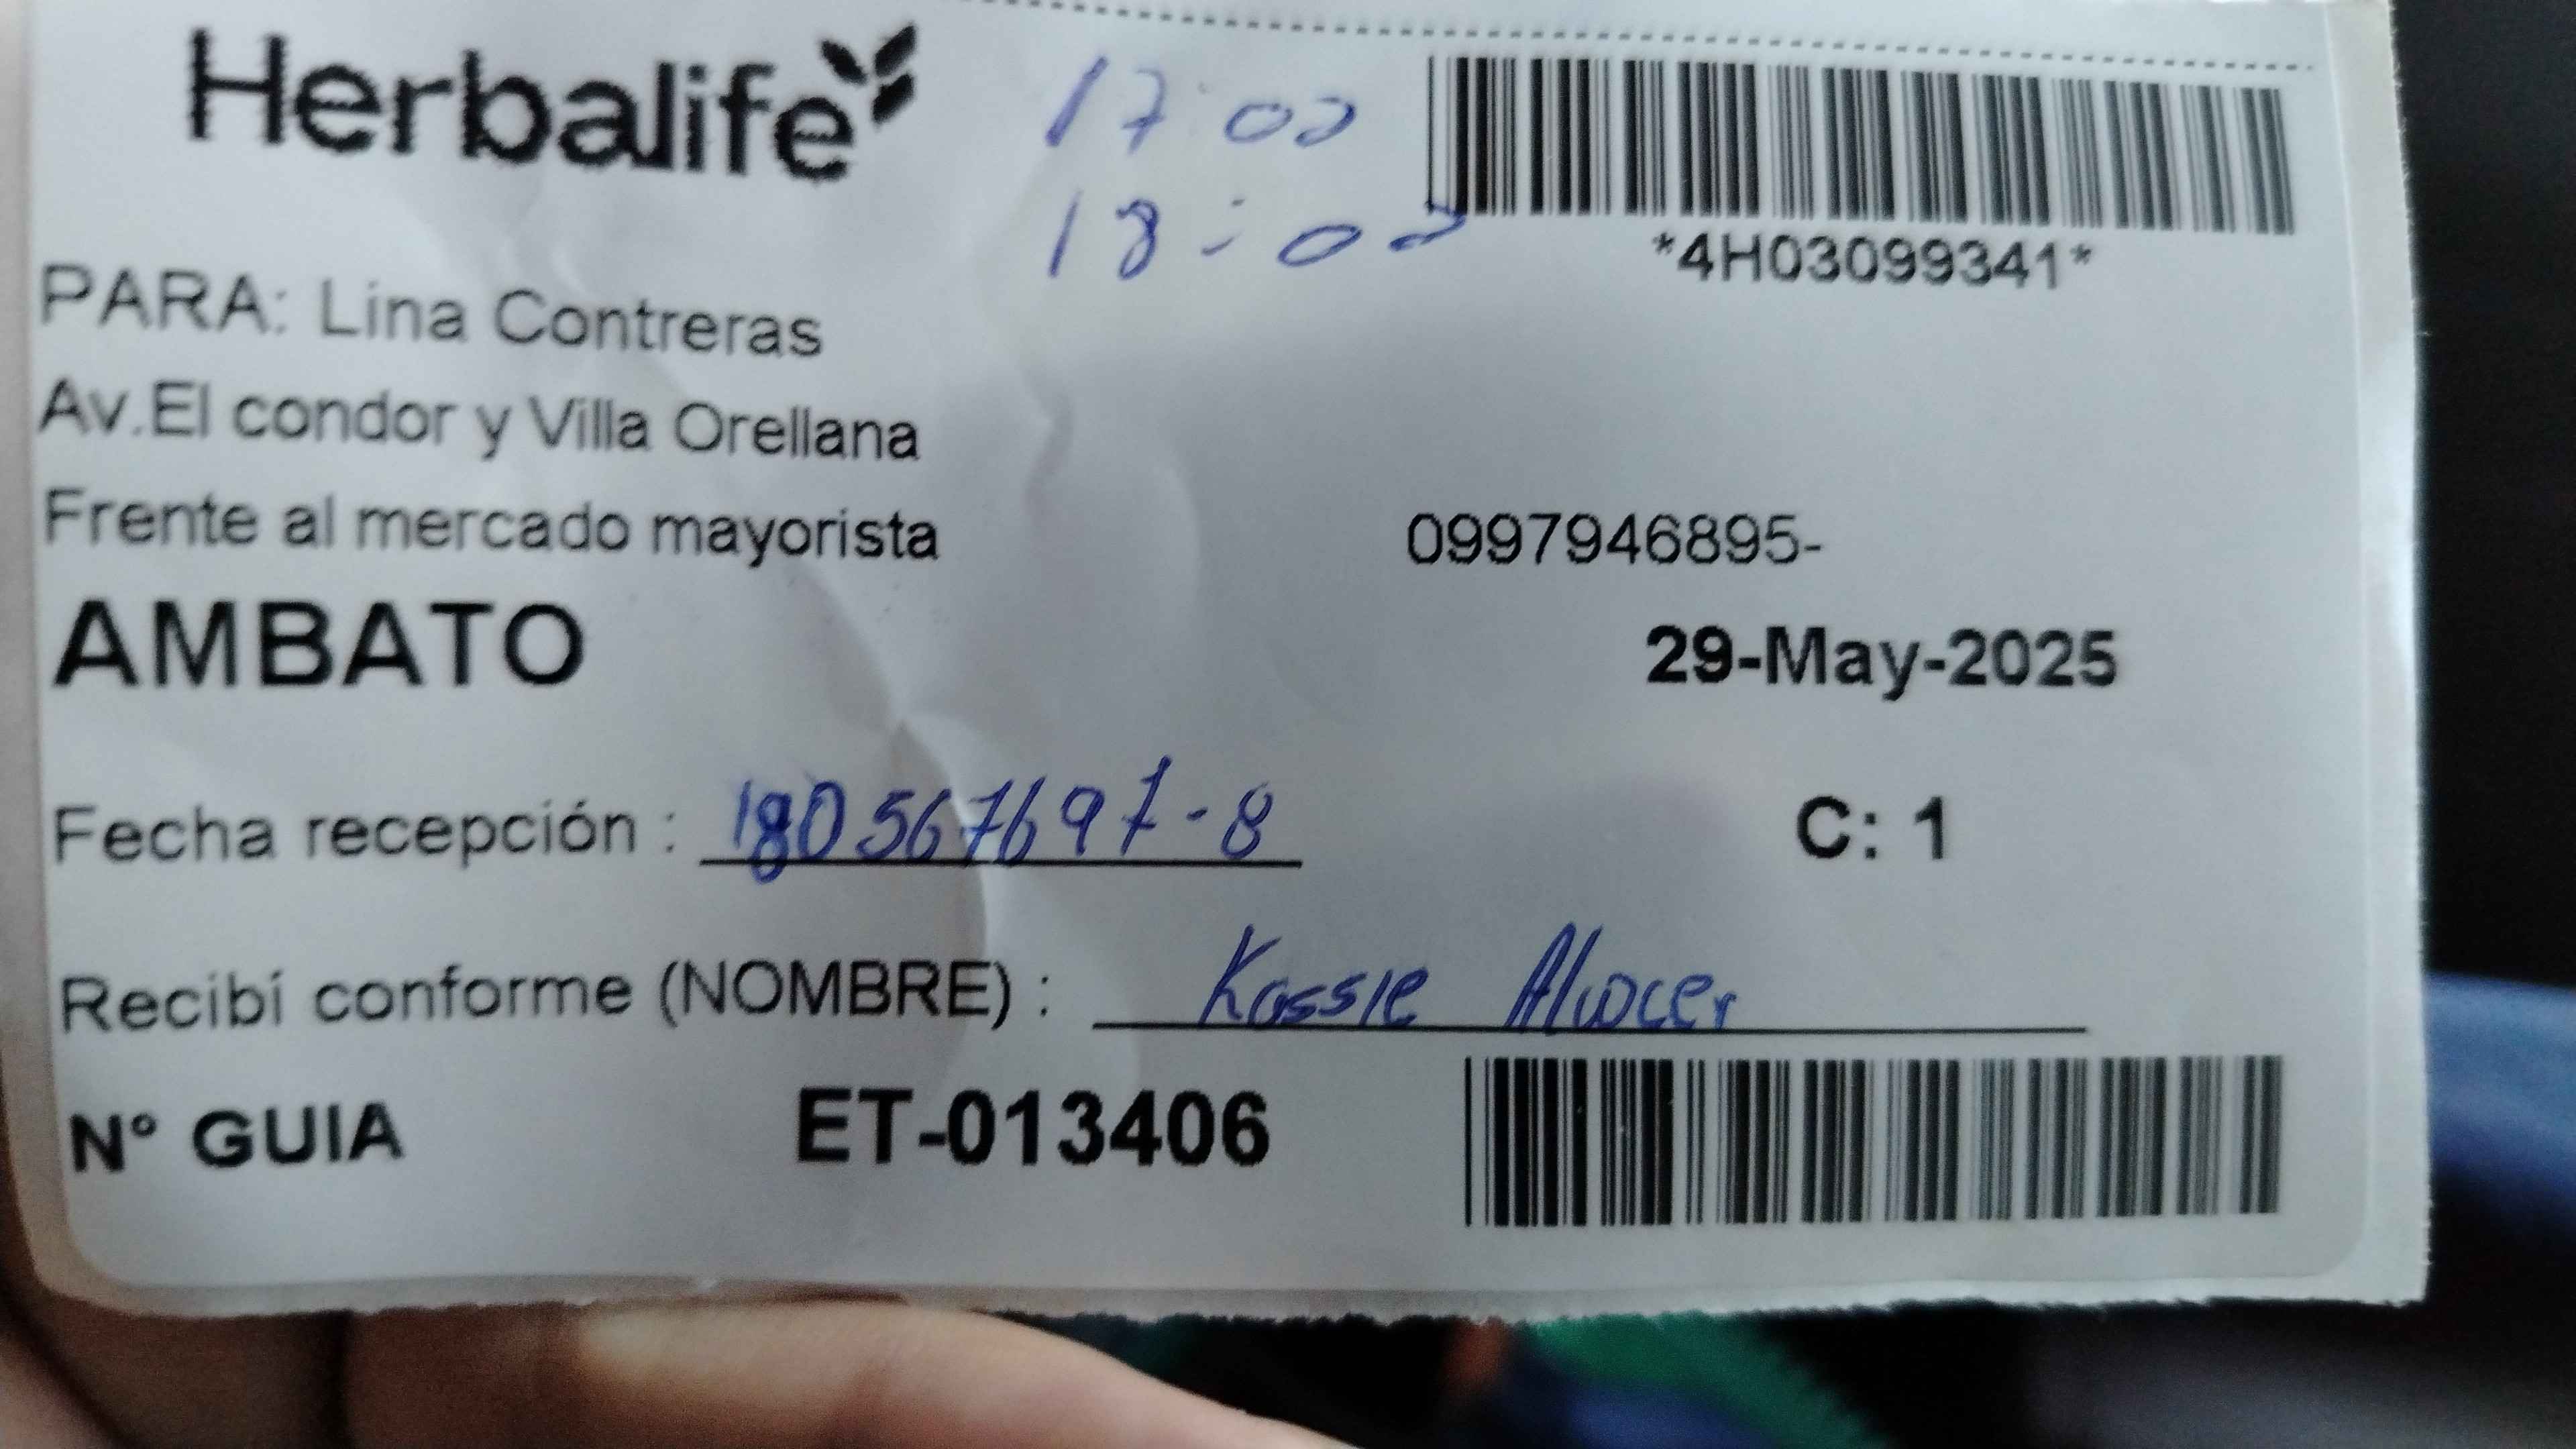 Herbalife
17:00
18:00
*4H03099341*
PARA: Lina Contreras
Av.El condor y Villa Orellana
Frente al mercado mayorista
0997946895-
AMBATO
29-May-2025
Fecha recepción : 180567697-8
C: 1
Recibí conforme (NOMBRE) : Kassie
N° GUIA ET-013406